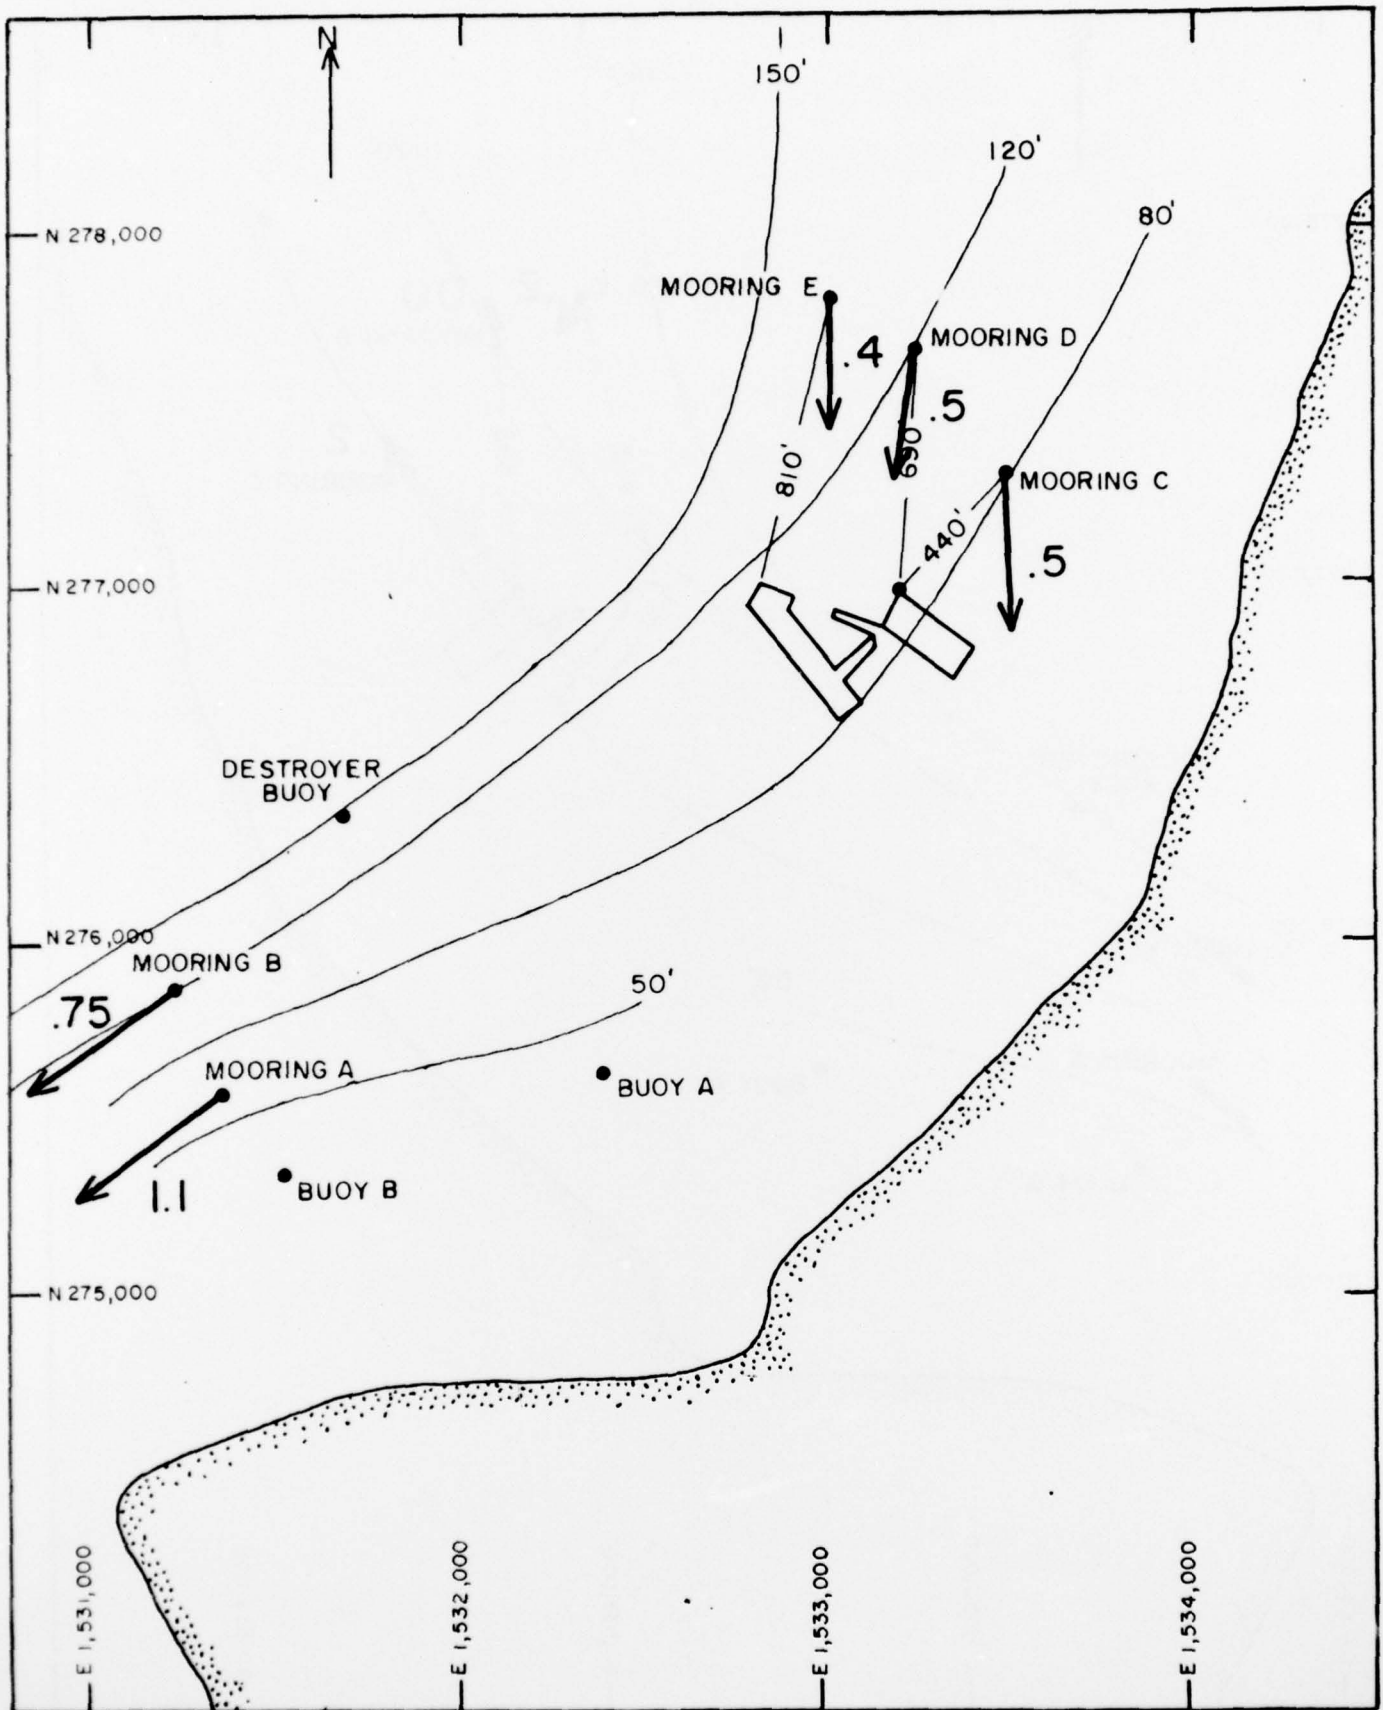 N
150'
120'
80'
N 278,000
MOORING E
.4
MOORING D
.5
690'
810'
MOORING C
440'
.5
N 277,000
DESTROYER
BUOY
N 276,000
MOORING B
.75
50'
MOORING A
BUOY A
1.1
BUOY B
N 275,000
E 1,531,000
E 1,532,000
E 1,533,000
E 1,534,000